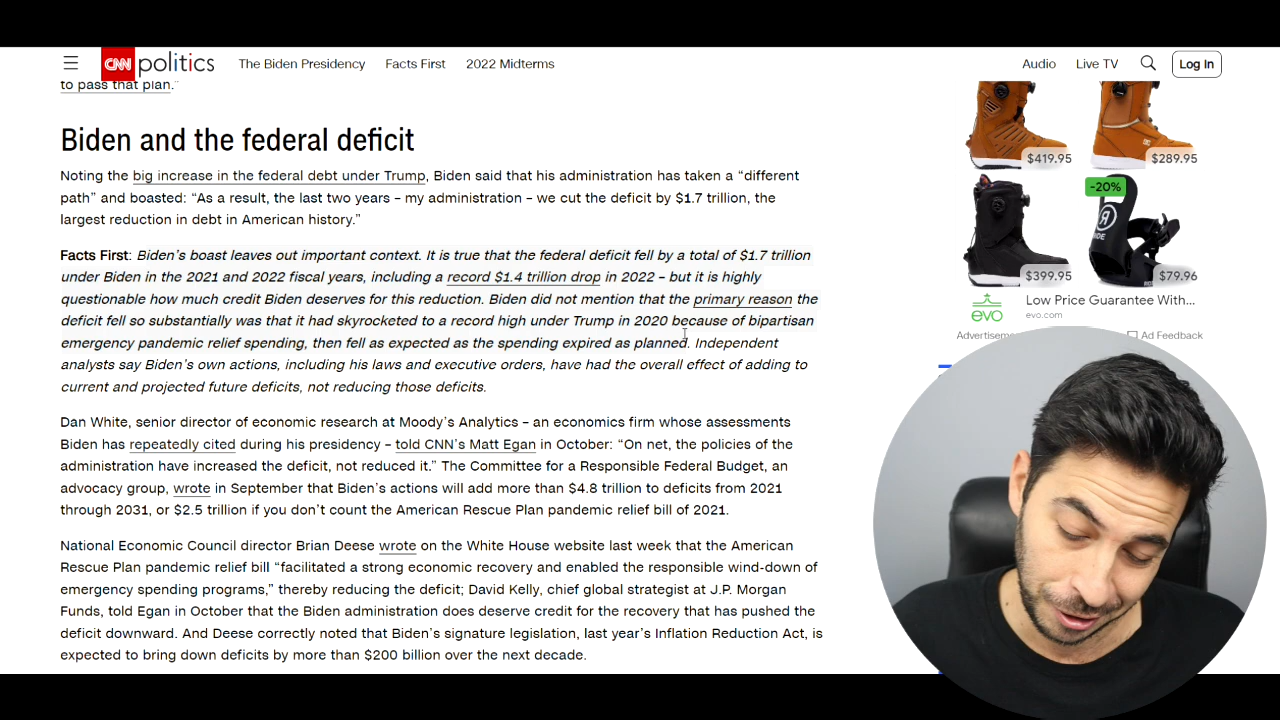 CNN politics The Biden Presidency Facts First 2022 Midterms Audio Live TV Log In
to pass that plan."
Biden and the federal deficit
Noting the big increase in the federal debt under Trump, Biden said that his administration has taken a “different
path” and boasted: “As a result, the last two years – my administration – we cut the deficit by $1.7 trillion, the
largest reduction in debt in American history.”
Facts First: Biden’s boast leaves out important context. It is true that the federal deficit fell by a total of $1.7 trillion
under Biden in the 2021 and 2022 fiscal years, including a record $1.4 trillion drop in 2022 – but it is highly
questionable how much credit Biden deserves for this reduction. Biden did not mention that the primary reason the
deficit fell so substantially was that it had skyrocketed to a record high under Trump in 2020 because of bipartisan
emergency pandemic relief spending, then fell as expected as the spending expired as planned. Independent
analysts say Biden’s own actions, including his laws and executive orders, have had the overall effect of adding to
current and projected future deficits, not reducing those deficits.
Dan White, senior director of economic research at Moody’s Analytics – an economics firm whose assessments
Biden has repeatedly cited during his presidency – told CNN’s Matt Egan in October: “On net, the policies of the
administration have increased the deficit, not reduced it.” The Committee for a Responsible Federal Budget, an
advocacy group, wrote in September that Biden’s actions will add more than $4.8 trillion to deficits from 2021
through 2031, or $2.5 trillion if you don’t count the American Rescue Plan pandemic relief bill of 2021.
National Economic Council director Brian Deese wrote on the White House website last week that the American
Rescue Plan pandemic relief bill “facilitated a strong economic recovery and enabled the responsible wind-down of
emergency spending programs,” thereby reducing the deficit; David Kelly, chief global strategist at J.P. Morgan
Funds, told Egan in October that the Biden administration does deserve credit for the recovery that has pushed the
deficit downward. And Deese correctly noted that Biden’s signature legislation, last year’s Inflation Reduction Act, is
expected to bring down deficits by more than $200 billion over the next decade.
$419.95 $289.95
-20%
RIDE
$399.95 $79.96
evo
Low Price Guarantee With...
evo.com
Ad Feedback